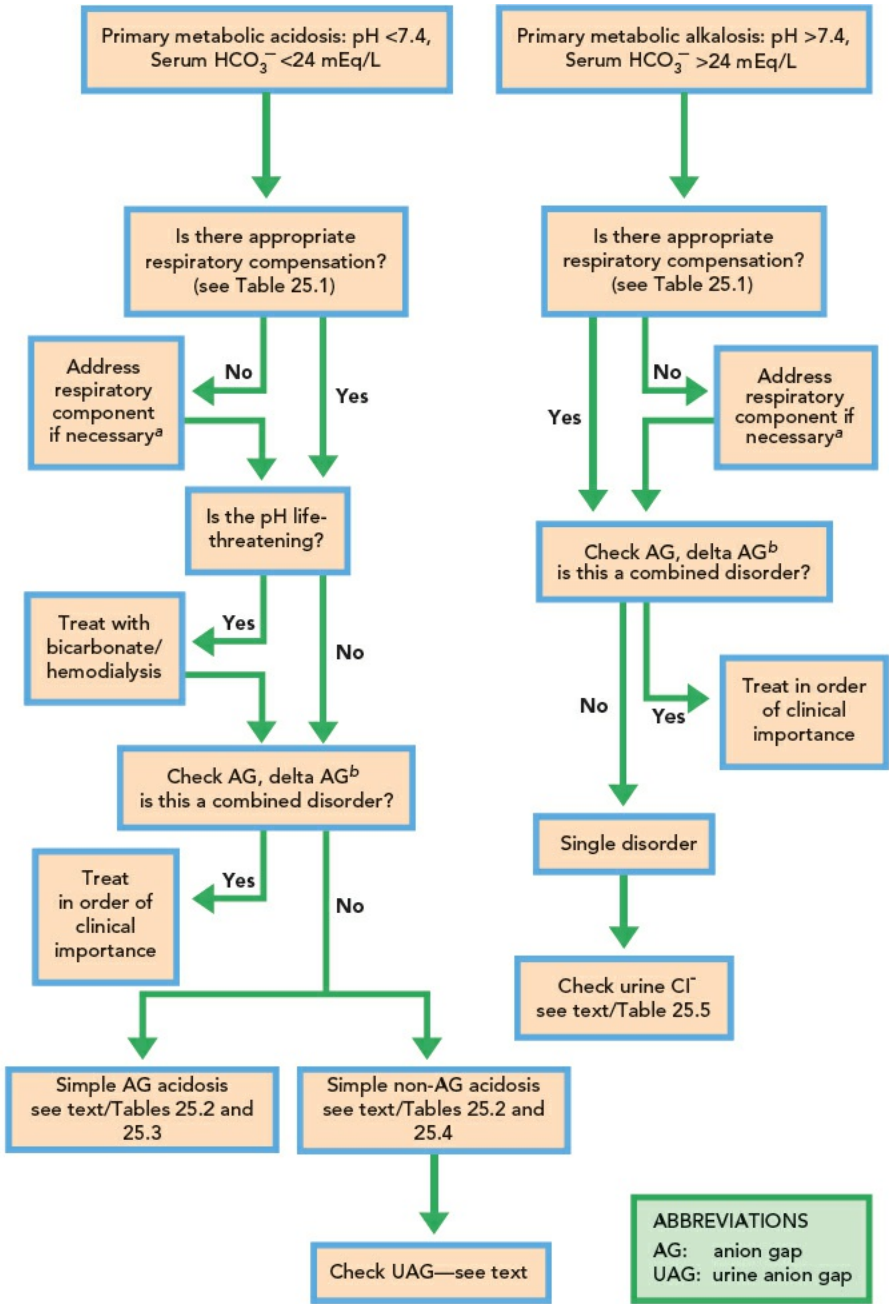 Primary metabolic acidosis: pH <7.4,
Serum HCO₃⁻ <24 mEq/L
Primary metabolic alkalosis: pH >7.4,
Serum HCO₃⁻ >24 mEq/L
Is there appropriate
respiratory compensation?
(see Table 25.1)
Is there appropriate
respiratory compensation?
(see Table 25.1)
Address
respiratory
component
if necessaryᵃ
No
Yes
Yes
No
Address
respiratory
component if
necessaryᵃ
Is the pH life-
threatening?
Check AG, delta AGᵇ
is this a combined disorder?
Treat with
bicarbonate/
hemodialysis
Yes
No
No
Yes
Treat in order
of clinical
importance
Check AG, delta AGᵇ
is this a combined disorder?
Single disorder
Treat
in order of
clinical
importance
Yes
No
Check urine Cl⁻
see text/Table 25.5
Simple AG acidosis
see text/Tables 25.2 and
25.3
Simple non-AG acidosis
see text/Tables 25.2 and
25.4
Check UAG—see text
ABBREVIATIONS
AG: anion gap
UAG: urine anion gap